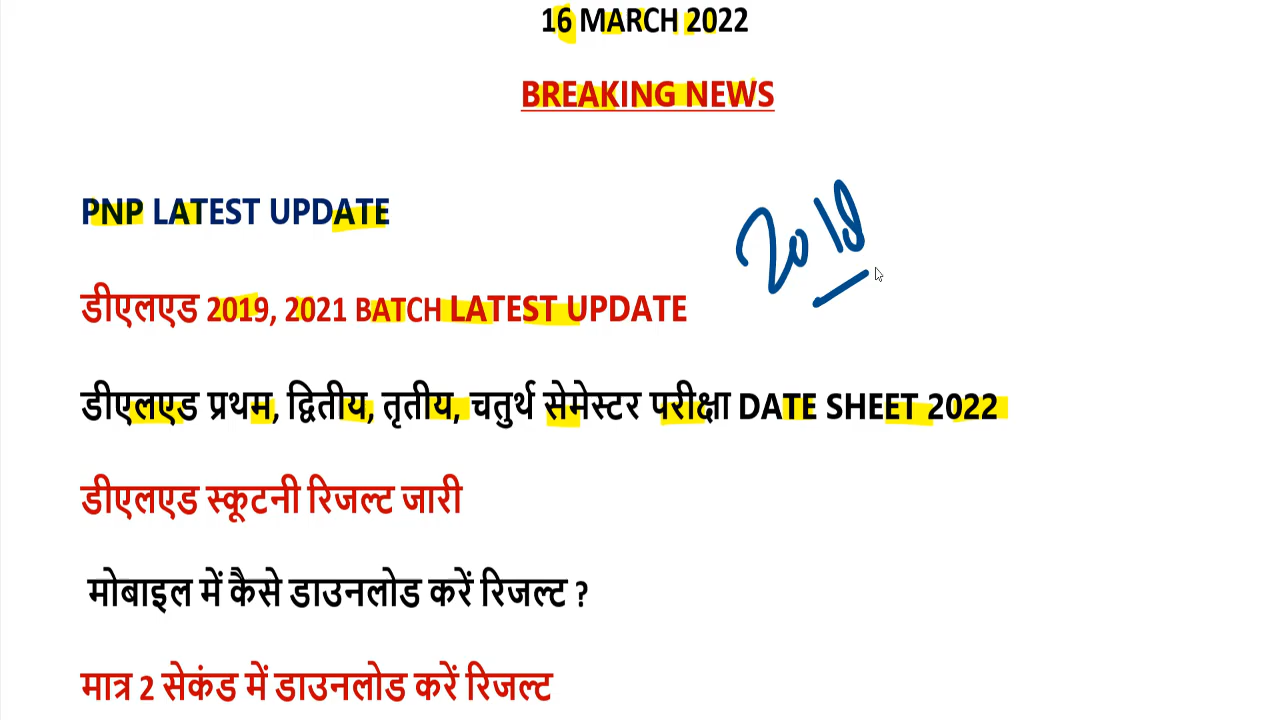 16 MARCH 2022
BREAKING NEWS
PNP LATEST UPDATE
2018
डीएलएड 2019, 2021 BATCH LATEST UPDATE
डीएलएड प्रथम, द्वितीय, तृतीय, चतुर्थ सेमेस्टर परीक्षा DATE SHEET 2022
डीएलएड स्कूटनी रिजल्ट जारी
मोबाइल में कैसे डाउनलोड करें रिजल्ट ?
मात्र 2 सेकंड में डाउनलोड करें रिजल्ट